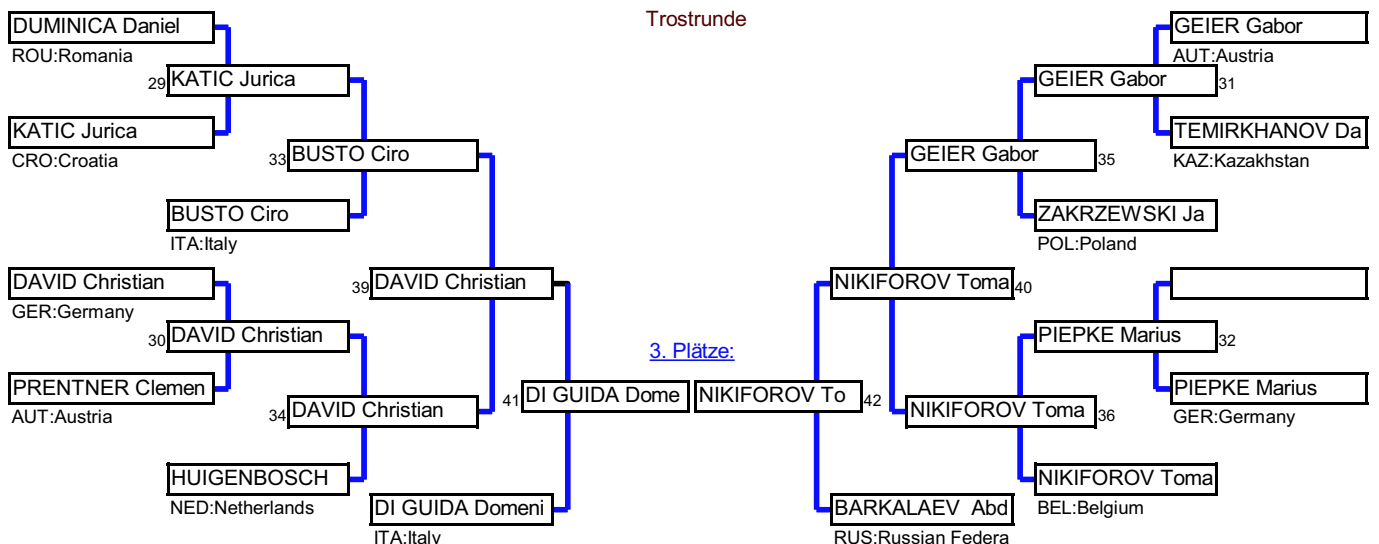 Trostrunde
DUMINICA Daniel
ROU:Romania
29 KATIC Jurica
KATIC Jurica
CRO:Croatia
33 BUSTO Ciro
BUSTO Ciro
ITA:Italy
DAVID Christian
GER:Germany
39 DAVID Christian
30 DAVID Christian
PRENTNER Clemen
AUT:Austria
34 DAVID Christian
HUIGENBOSCH
NED:Netherlands
41 DI GUIDA Dome
DI GUIDA Domeni
ITA:Italy
3. Plätze:
GEIER Gabor
AUT:Austria
GEIER Gabor 31
TEMIRKHANOV Da
KAZ:Kazakhstan
GEIER Gabor 35
ZAKRZEWSKI Ja
POL:Poland
NIKIFOROV Toma 40
PIEPKE Marius 32
PIEPKE Marius
GER:Germany
NIKIFOROV To 42
NIKIFOROV Toma 36
NIKIFOROV Toma
BEL:Belgium
BARKALAEV Abd
RUS:Russian Federa